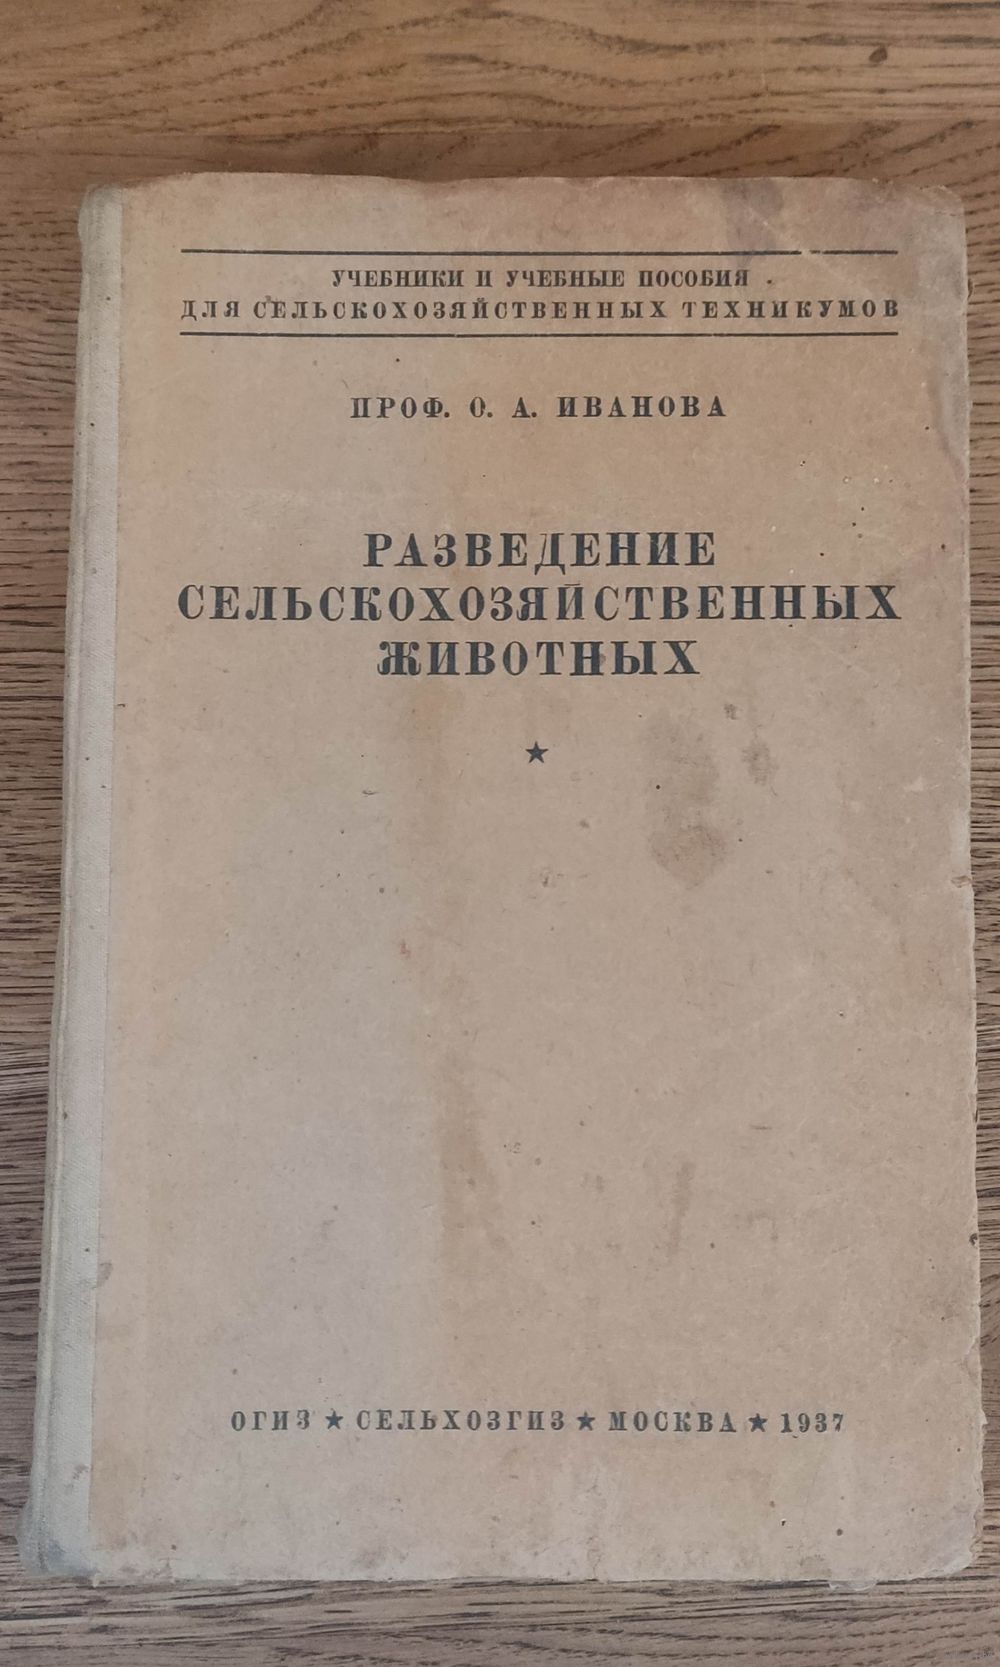 УЧЕБНИКИ И УЧЕБНЫЕ ПОСОБИЯ
ДЛЯ СЕЛЬСКОХОЗЯЙСТВЕННЫХ ТЕХНИКУМОВ
ПРОФ. О. А. ИВАНОВА
РАЗВЕДЕНИЕ
СЕЛЬСКОХОЗЯЙСТВЕННЫХ
ЖИВОТНЫХ
★
ОГИЗ ★ СЕЛЬХОЗГИЗ ★ МОСКВА ★ 1937